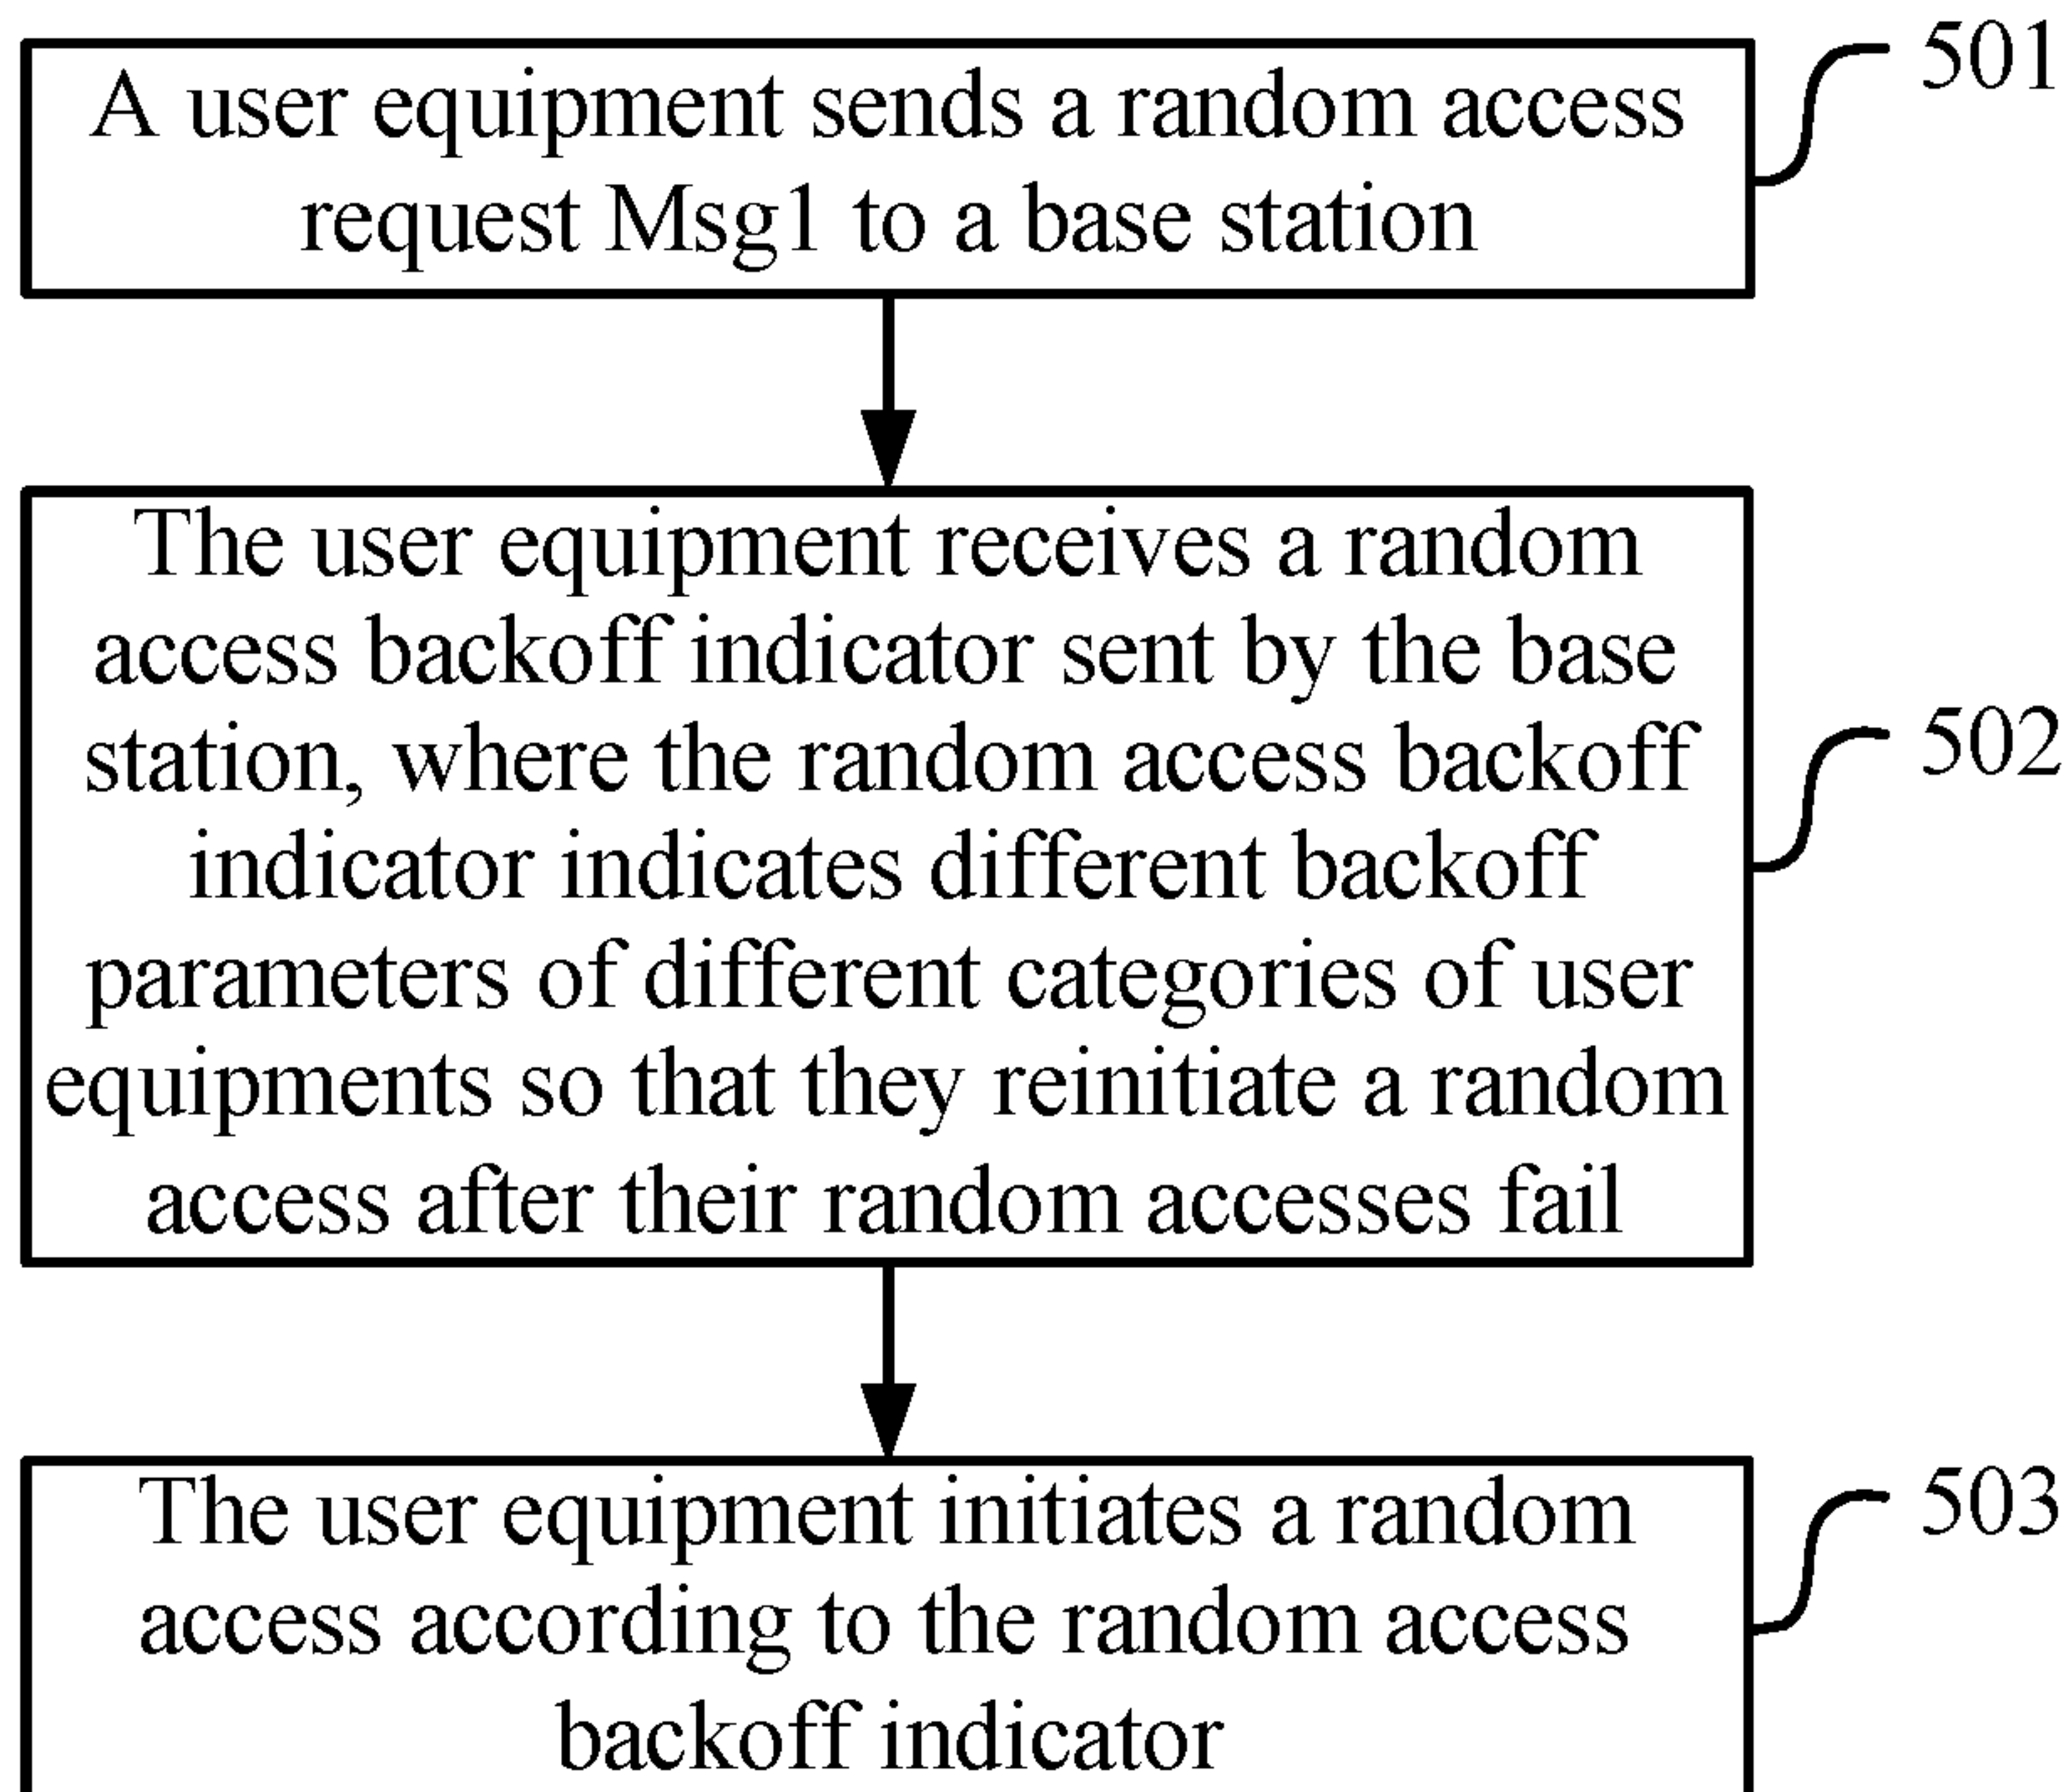 501
A user equipment sends a random access
request Msg1 to a base station
The user equipment receives a random
access backoff indicator sent by the base
station, where the random access backoff
502
indicator indicates different backoff
parameters of different categories of user
equipments so that they reinitiate a random
access after their random accesses fail
503
The user equipment initiates a random
access according to the random access
backoff indicator